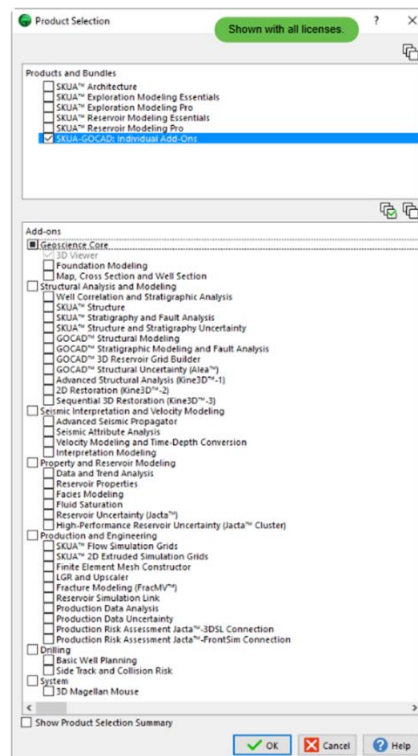 Product Selection
Shown with all licenses.
Products and Bundles
SKUA™ Architecture
SKUA™ Exploration Modeling Essentials
SKUA™ Exploration Modeling Pro
SKUA™ Reservoir Modeling Essentials
SKUA™ Reservoir Modeling Pro
SKUA-GOCAD: Individual Add-Ons
Add-ons
Geoscience Core
3D Viewer
Foundation Modeling
Map, Cross Section and Well Section
Structural Analysis and Modeling
Well Correlation and Stratigraphic Analysis
SKUA™ Structure
SKUA™ Stratigraphy and Fault Analysis
SKUA™ Structure and Stratigraphy Uncertainty
GOCAD™ Structural Modeling
GOCAD™ Stratigraphic Modeling and Fault Analysis
GOCAD™ 3D Reservoir Grid Builder
GOCAD™ Structural Uncertainty (Alea™)
Advanced Structural Analysis (Kine3D™-1)
2D Restoration (Kine3D™-2)
Sequential 3D Restoration (Kine3D™-3)
Seismic Interpretation and Velocity Modeling
Advanced Seismic Propagator
Seismic Attribute Analysis
Velocity Modeling and Time-Depth Conversion
Interpretation Modeling
Property and Reservoir Modeling
Data and Trend Analysis
Reservoir Properties
Facies Modeling
Fluid Saturation
Reservoir Uncertainty (Jacta™)
High-Performance Reservoir Uncertainty (Jacta™ Cluster)
Production and Engineering
SKUA™ Flow Simulation Grids
SKUA™ 2D Extruded Simulation Grids
Finite Element Mesh Constructor
LGR and Upscaler
Fracture Modeling (FracMV™)
Reservoir Simulation Link
Production Data Analysis
Production Data Uncertainty
Production Risk Assessment Jacta™-3DSL Connection
Production Risk Assessment Jacta™-FrontSim Connection
Drilling
Basic Well Planning
Side Track and Collision Risk
System
3D Magellan Mouse
Show Product Selection Summary
OK Cancel Help